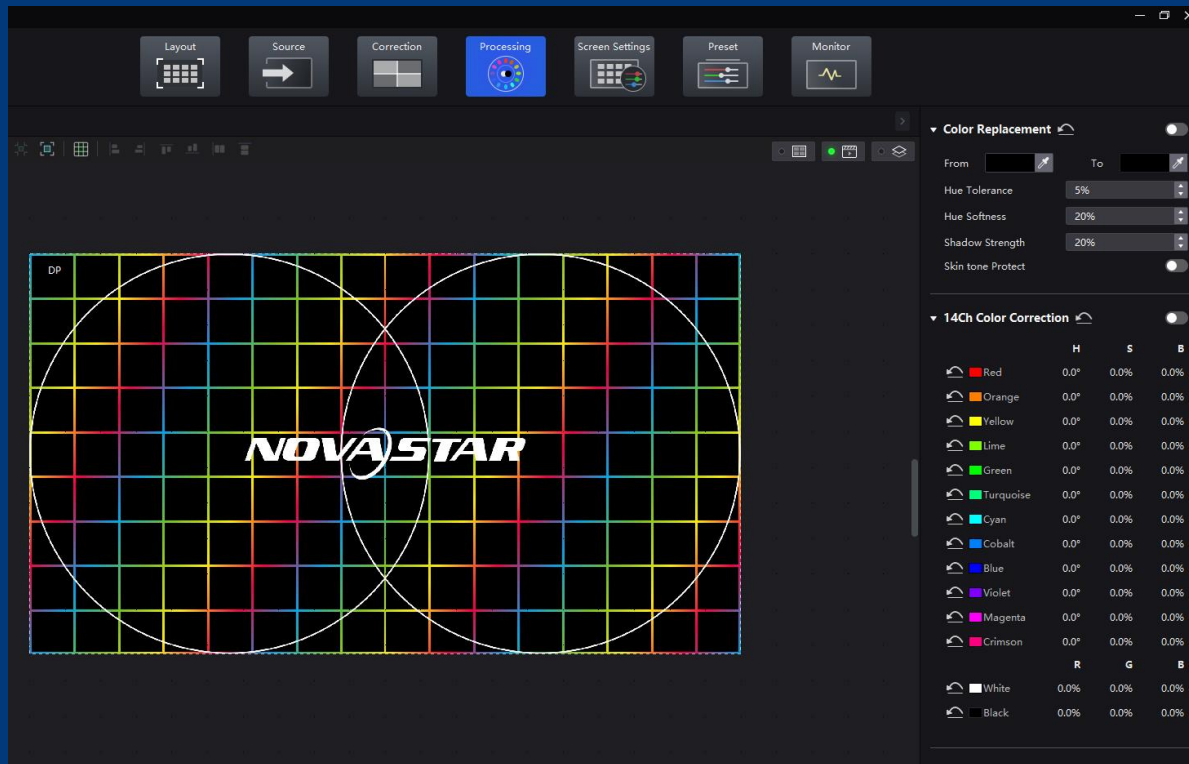 Layout Source Correction Processing Screen Settings Preset Monitor
Color Replacement
From To
Hue Tolerance 5%
Hue Softness 20%
Shadow Strength 20%
Skin tone Protect
DP
NOVASTAR
14Ch Color Correction
H S B
Red 0.0° 0.0% 0.0%
Orange 0.0° 0.0% 0.0%
Yellow 0.0° 0.0% 0.0%
Lime 0.0° 0.0% 0.0%
Green 0.0° 0.0% 0.0%
Turquoise 0.0° 0.0% 0.0%
Cyan 0.0° 0.0% 0.0%
Cobalt 0.0° 0.0% 0.0%
Blue 0.0° 0.0% 0.0%
Violet 0.0° 0.0% 0.0%
Magenta 0.0° 0.0% 0.0%
Crimson 0.0° 0.0% 0.0%
R G B
White 0.0% 0.0% 0.0%
Black 0.0% 0.0% 0.0%